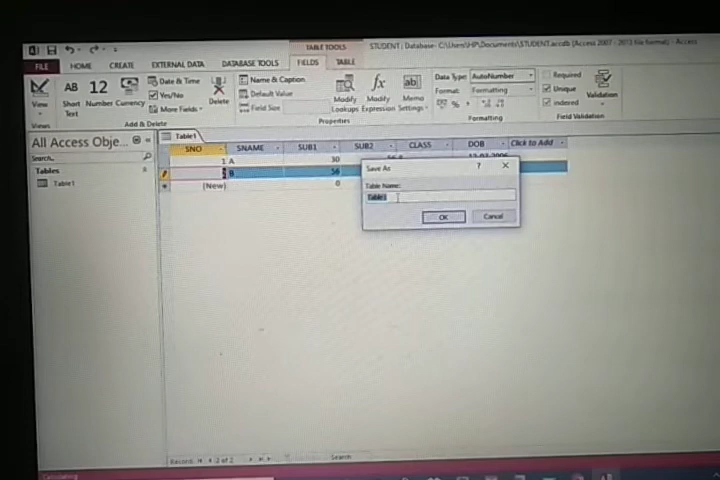 TABLE TOOLS
STUDENT : Database- C:\Users\HP\Documents\STUDENT.accdb (Access 2007 - 2013 file format) - Access
FILE HOME CREATE EXTERNAL DATA DATABASE TOOLS FIELDS TABLE
View
Views
AB Short Text
12 Number
Currency
Date & Time
Yes/No
More Fields
Add & Delete
Delete
Name & Caption
Default Value
Field Size
Modify Lookups
fx Modify Expression
ab Memo Settings
Properties
Data Type: AutoNumber
Format: Formatting
%
Formatting
Required
Unique
Indexed
Validation
Field Validation
All Access Obje...
Search..
Tables
Table1
Table1
SNO SNAME SUB1 SUB2 CLASS DOB Click to Add
1 A 30
2 B 56
(New) 0
Save As ? X
Table Name:
Table1
OK Cancel
Record: 2 of 2 Search